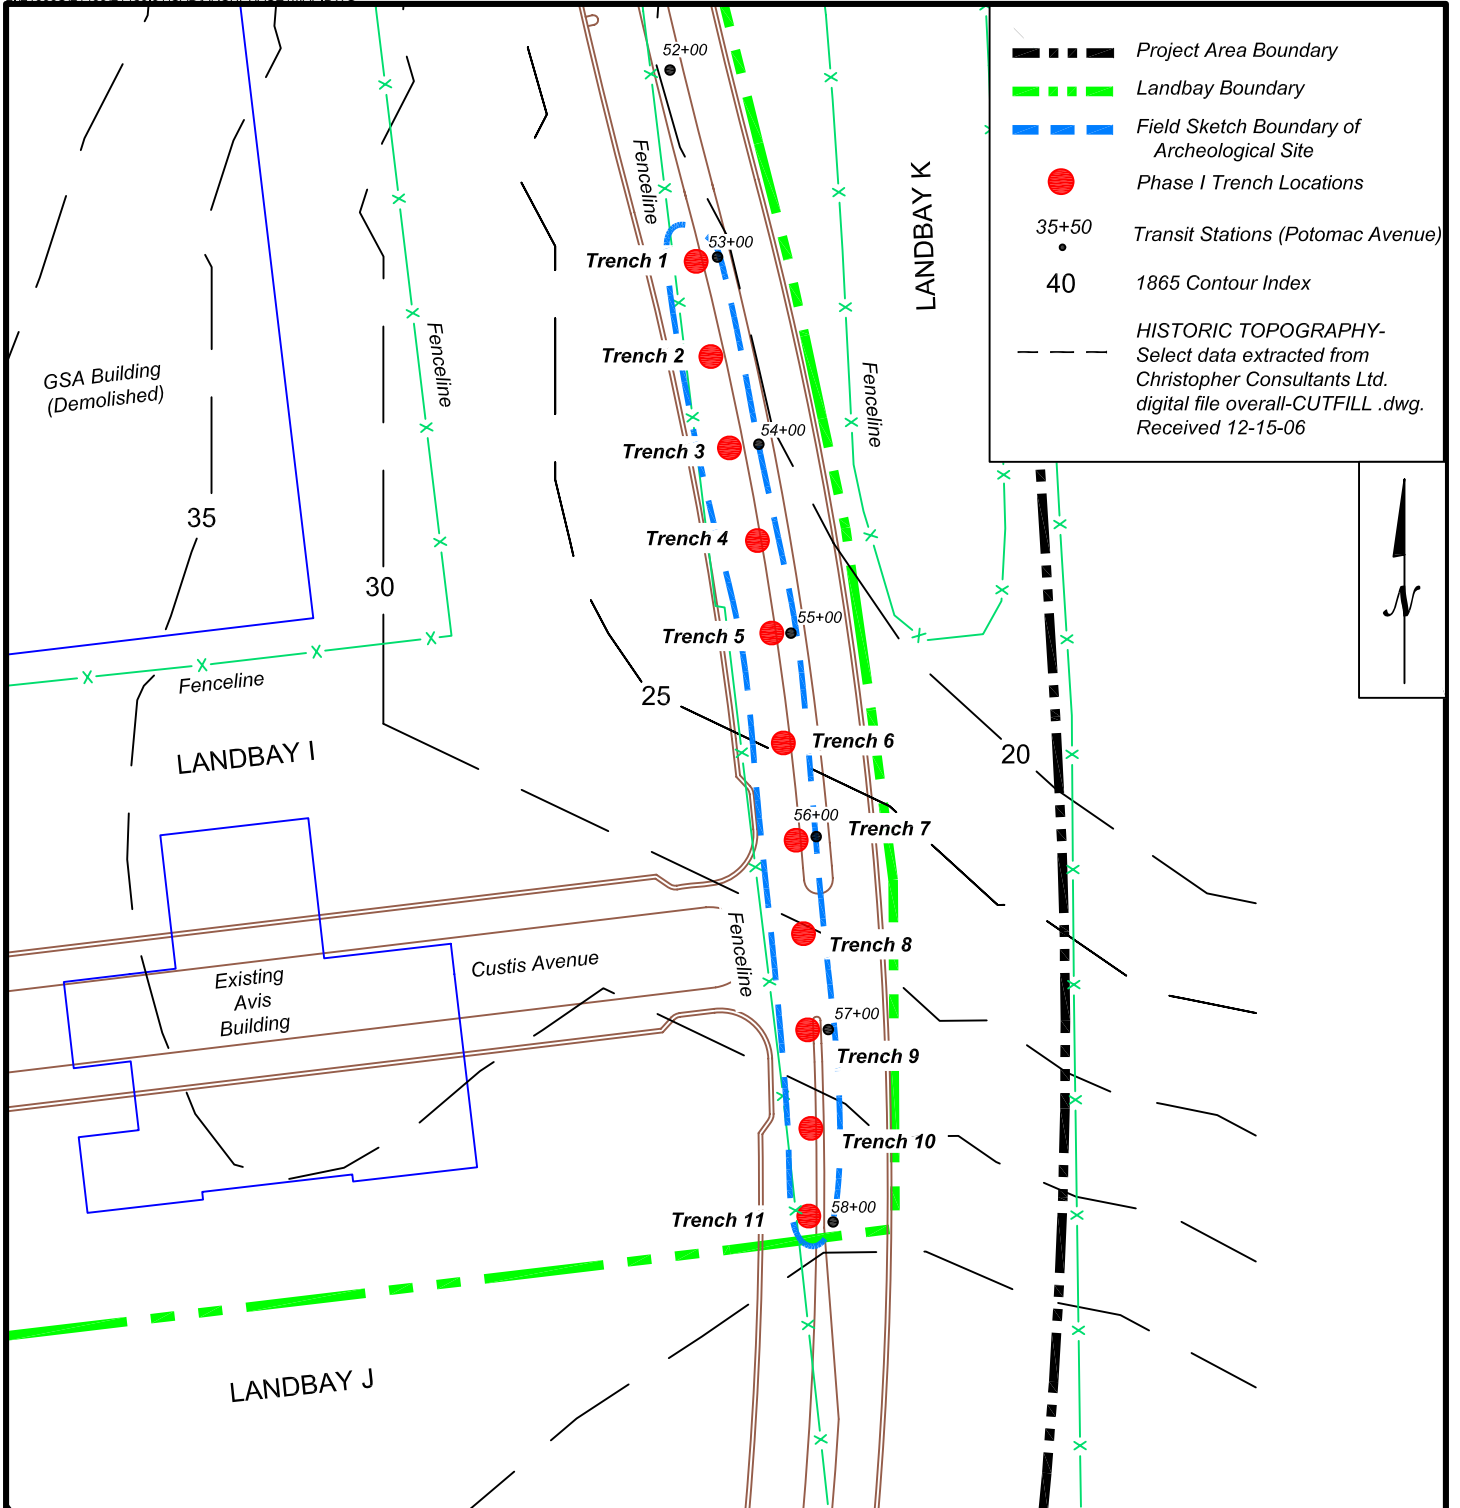 Project Area Boundary
Landbay Boundary
Field Sketch Boundary of
Archeological Site
Phase I Trench Locations
35+50
Transit Stations (Potomac Avenue)
40
1865 Contour Index
HISTORIC TOPOGRAPHY-
Select data extracted from
Christopher Consultants Ltd.
digital file overall-CUTFILL .dwg.
Received 12-15-06
N
52+00
Fenceline
LANDBAY K
53+00
Trench 1
Trench 2
Fenceline
GSA Building
(Demolished)
Fenceline
54+00
Trench 3
35
Trench 4
30
55+00
Trench 5
Fenceline
25
Trench 6
LANDBAY I
20
56+00
Trench 7
Fenceline
Trench 8
Custis Avenue
Existing
Avis
Building
57+00
Trench 9
Trench 10
58+00
Trench 11
LANDBAY J